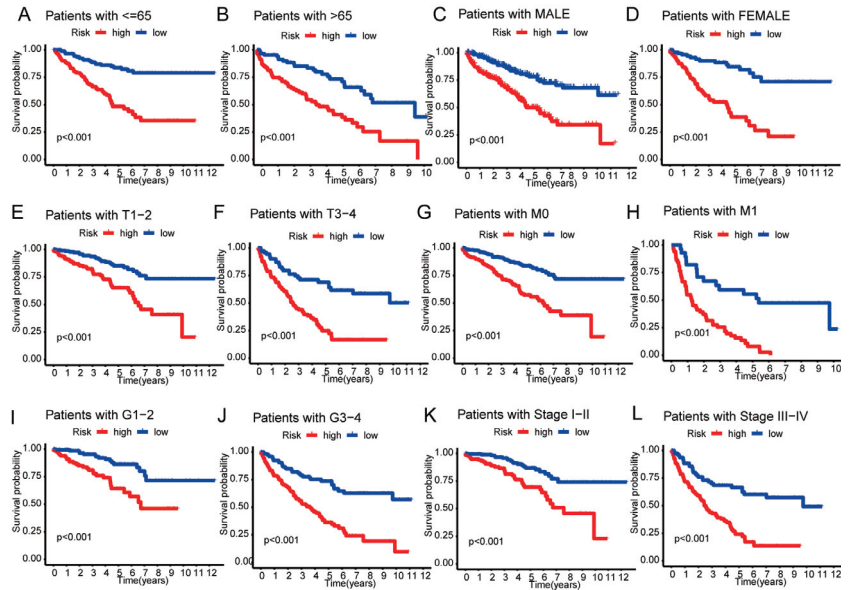 A Patients with <=65
Risk high low
Survival probability
1.00
0.75
0.50
0.25
0.00
p<0.001
0 1 2 3 4 5 6 7 8 9 10 11 12
Time(years)
B Patients with >65
Risk high low
Survival probability
1.00
0.75
0.50
0.25
0.00
p<0.001
0 1 2 3 4 5 6 7 8 9 10
Time(years)
C Patients with MALE
Risk high low
Survival probability
1.00
0.75
0.50
0.25
0.00
p<0.001
0 1 2 3 4 5 6 7 8 9 10 11 12
Time(years)
D Patients with FEMALE
Risk high low
Survival probability
1.00
0.75
0.50
0.25
0.00
p<0.001
0 1 2 3 4 5 6 7 8 9 10 11 12
Time(years)
E Patients with T1-2
Risk high low
Survival probability
1.00
0.75
0.50
0.25
0.00
p<0.001
0 1 2 3 4 5 6 7 8 9 10 11 12
Time(years)
F Patients with T3-4
Risk high low
Survival probability
1.00
0.75
0.50
0.25
0.00
p<0.001
0 1 2 3 4 5 6 7 8 9 10 11 12
Time(years)
G Patients with M0
Risk high low
Survival probability
1.00
0.75
0.50
0.25
0.00
p<0.001
0 1 2 3 4 5 6 7 8 9 10 11 12
Time(years)
H Patients with M1
Risk high low
Survival probability
1.00
0.75
0.50
0.25
0.00
p<0.001
0 1 2 3 4 5 6 7 8 9 10
Time(years)
I Patients with G1-2
Risk high low
Survival probability
1.00
0.75
0.50
0.25
0.00
p<0.001
0 1 2 3 4 5 6 7 8 9 10 11 12
Time(years)
J Patients with G3-4
Risk high low
Survival probability
1.00
0.75
0.50
0.25
0.00
p<0.001
0 1 2 3 4 5 6 7 8 9 10 11 12
Time(years)
K Patients with Stage I-II
Risk high low
Survival probability
1.00
0.75
0.50
0.25
0.00
p<0.001
0 1 2 3 4 5 6 7 8 9 10 11 12
Time(years)
L Patients with Stage III-IV
Risk high low
Survival probability
1.00
0.75
0.50
0.25
0.00
p<0.001
0 1 2 3 4 5 6 7 8 9 10 11 12
Time(years)